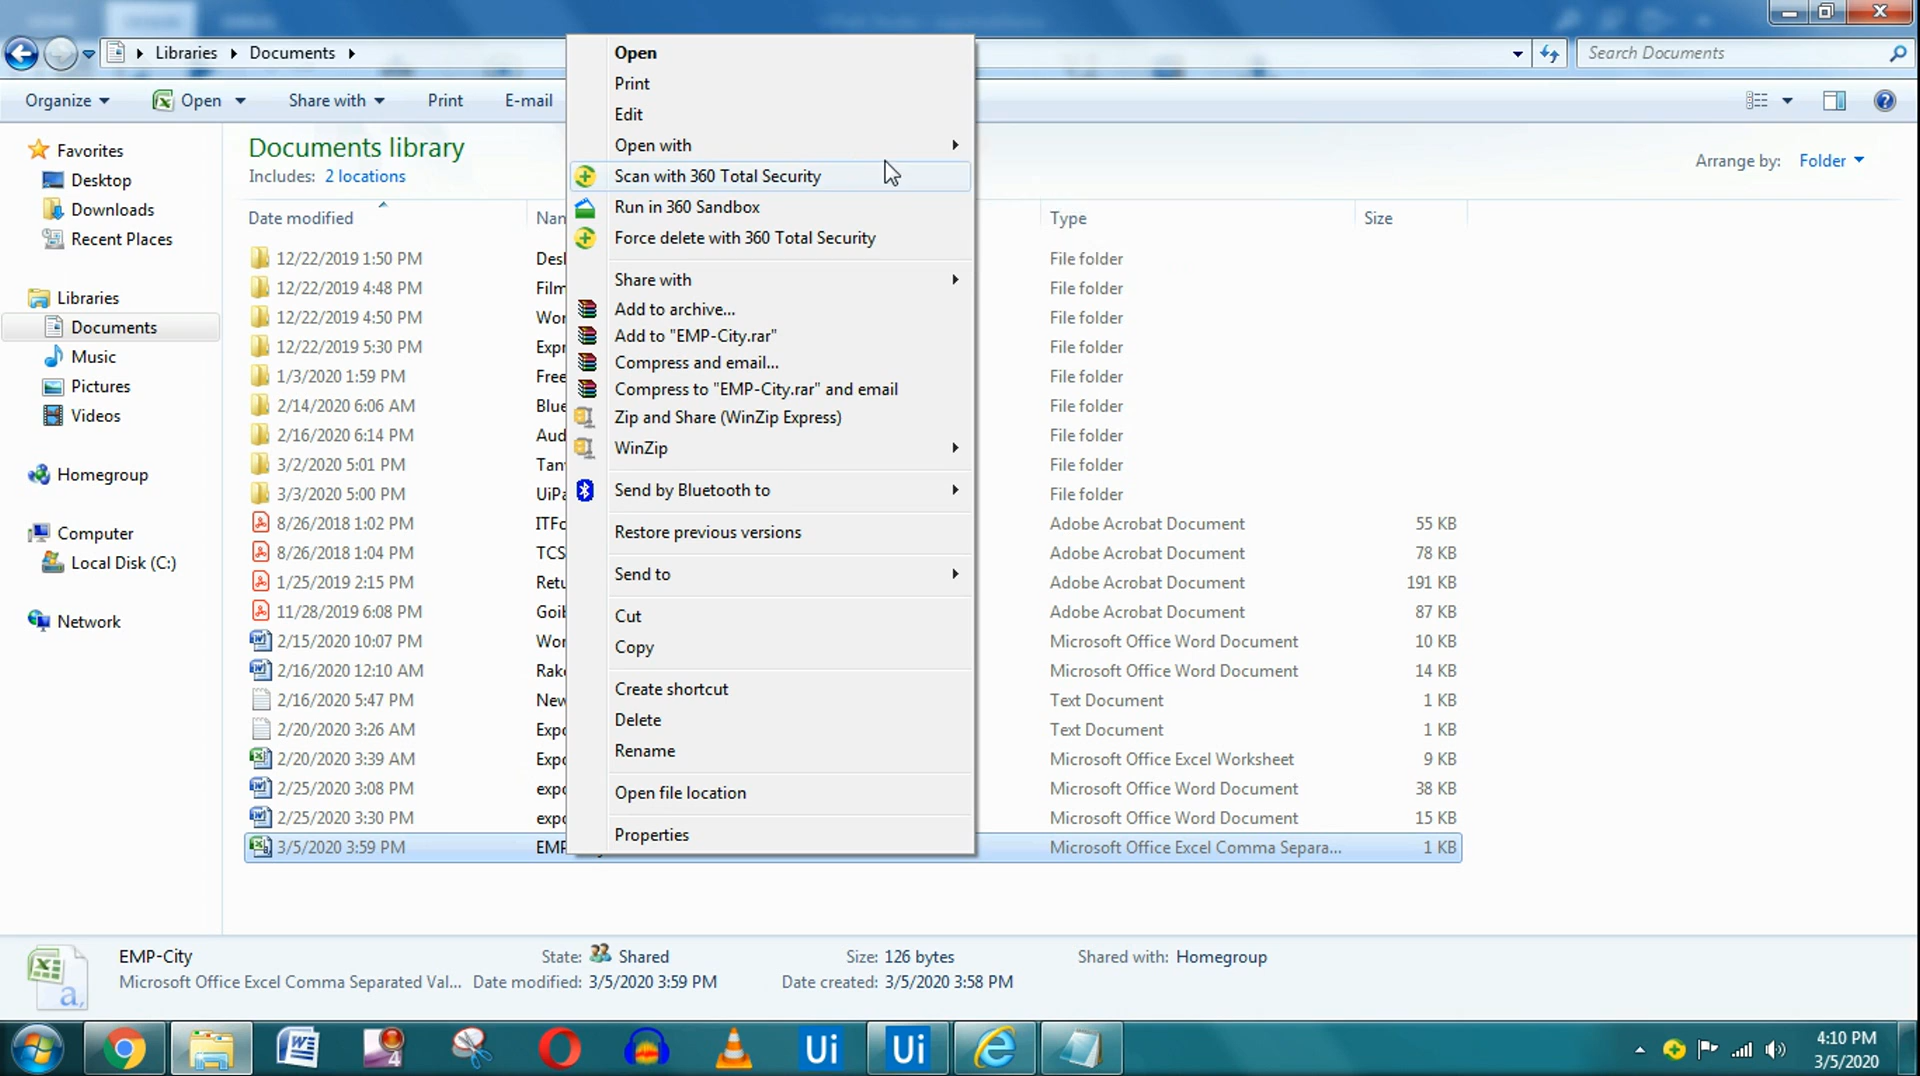 Libraries
Documents
Search Documents
Organize
Open
Share with
Print
E-mail
Favorites
Desktop
Downloads
Recent Places
Libraries
Documents
Music
Pictures
Videos
Homegroup
Computer
Local Disk (C:)
Network
Documents library
Includes: 2 locations
Arrange by: Folder
Date modified
Type
Size
12/22/2019 1:50 PM
File folder
12/22/2019 4:48 PM
File folder
12/22/2019 4:50 PM
File folder
12/22/2019 5:30 PM
File folder
1/3/2020 1:59 PM
File folder
2/14/2020 6:06 AM
File folder
2/16/2020 6:14 PM
File folder
3/2/2020 5:01 PM
File folder
3/3/2020 5:00 PM
File folder
8/26/2018 1:02 PM
Adobe Acrobat Document 55 KB
8/26/2018 1:04 PM
TCS
Adobe Acrobat Document 78 KB
1/25/2019 2:15 PM
Adobe Acrobat Document 191 KB
11/28/2019 6:08 PM
Adobe Acrobat Document 87 KB
2/15/2020 10:07 PM
Microsoft Office Word Document 10 KB
2/16/2020 12:10 AM
Microsoft Office Word Document 14 KB
2/16/2020 5:47 PM
New
Text Document 1 KB
2/20/2020 3:26 AM
Text Document 1 KB
2/20/2020 3:39 AM
Microsoft Office Excel Worksheet 9 KB
2/25/2020 3:08 PM
Microsoft Office Word Document 38 KB
2/25/2020 3:30 PM
Microsoft Office Word Document 15 KB
3/5/2020 3:59 PM
Microsoft Office Excel Comma Separa... 1 KB
Open
Print
Edit
Open with
Scan with 360 Total Security
Run in 360 Sandbox
Force delete with 360 Total Security
Share with
Add to archive...
Add to "EMP-City.rar"
Compress and email...
Compress to "EMP-City.rar" and email
Zip and Share (WinZip Express)
WinZip
Send by Bluetooth to
Restore previous versions
Send to
Cut
Copy
Create shortcut
Delete
Rename
Open file location
Properties
EMP-City
State: Shared
Size: 126 bytes
Shared with: Homegroup
Microsoft Office Excel Comma Separated Val...
Date modified: 3/5/2020 3:59 PM
Date created: 3/5/2020 3:58 PM
Ui
Ui
4:10 PM
3/5/2020